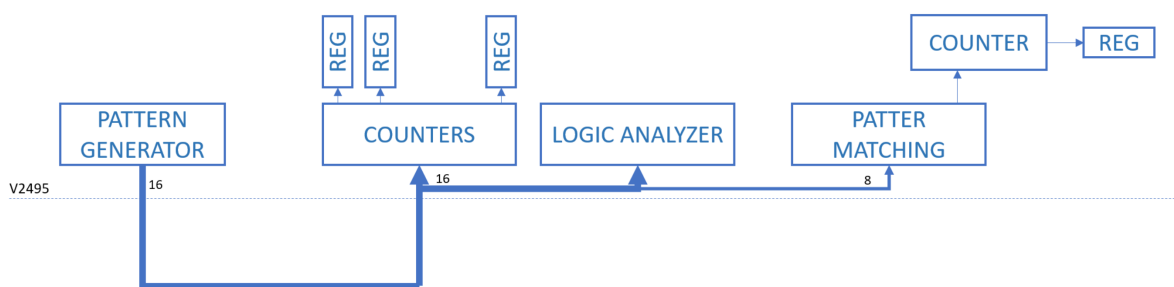 REG
REG
REG
COUNTER
REG
PATTERN
GENERATOR
COUNTERS
LOGIC ANALYZER
PATTER
MATCHING
V2495
16
16
8